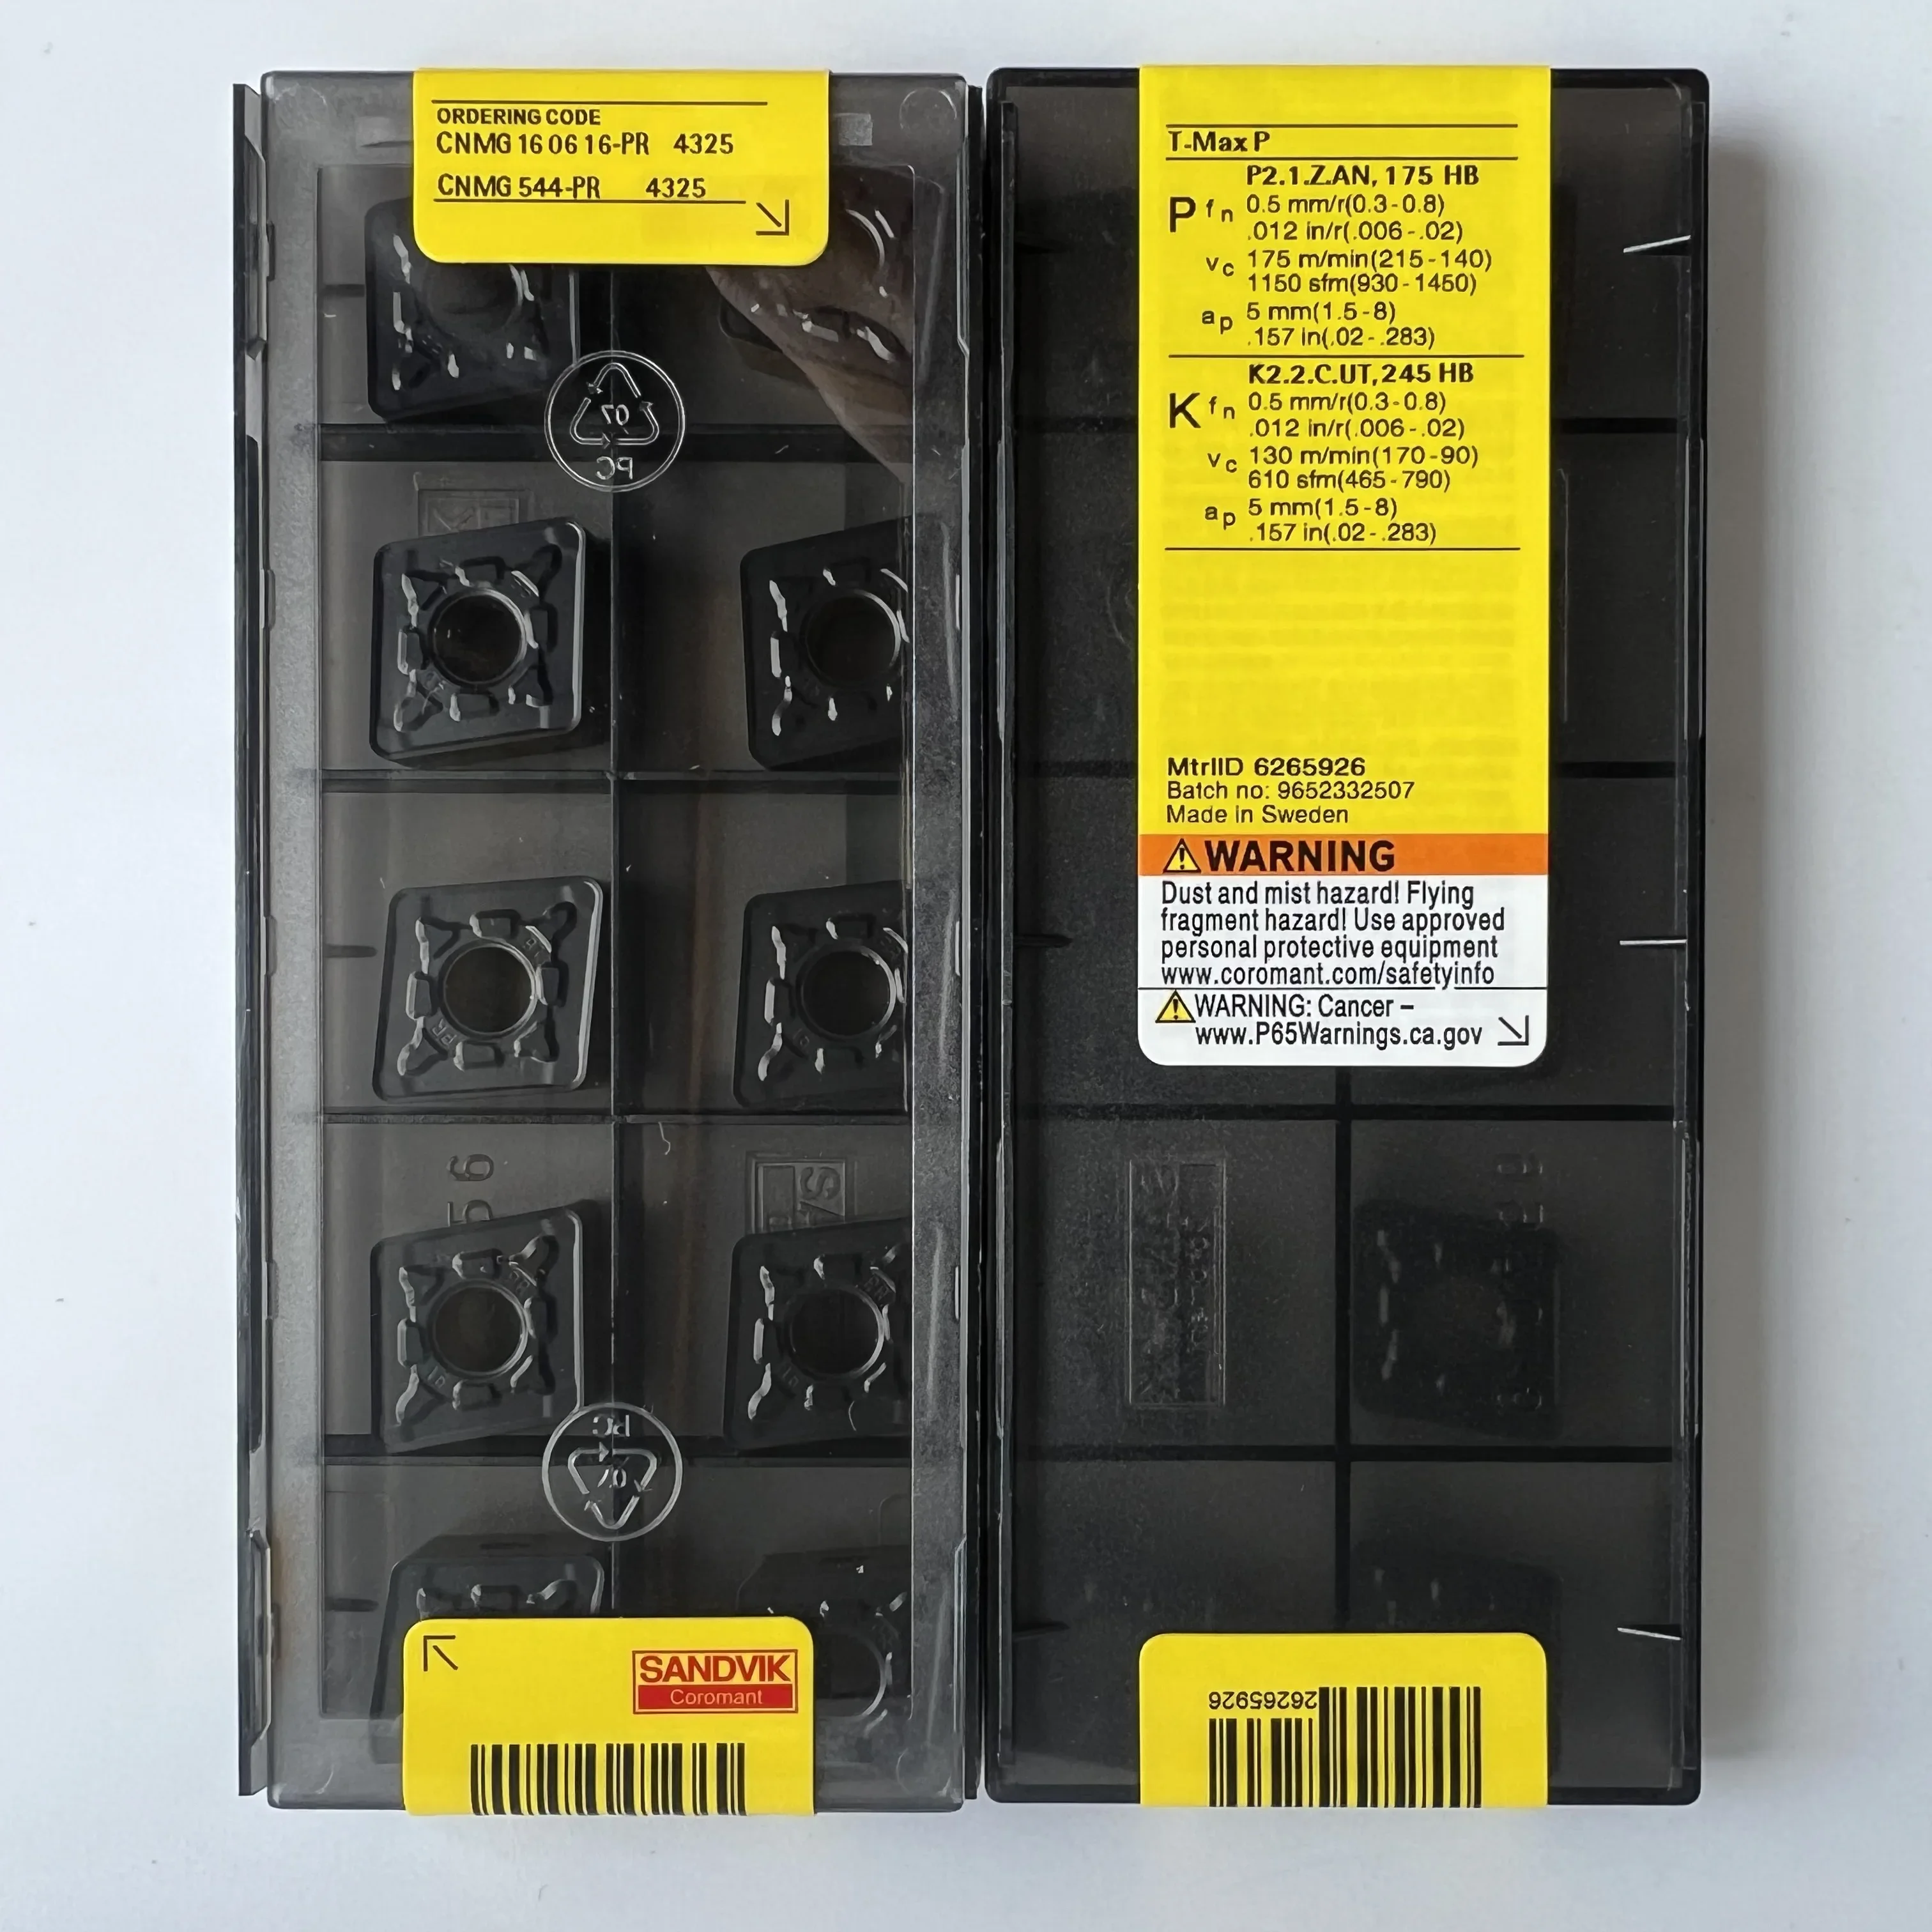 ORDERING CODE
CNMG 16 06 16-PR 4325
CNMG 544-PR 4325
07
PC
56
PC
07
SANDVIK
Coromant
T-Max P
P2.1.Z.AN, 175 HB
P fn 0.5 mm/r(0.3-0.8)
.012 in/r(.006-.02)
vc 175 m/min(215-140)
1150 sfm(930-1450)
ap 5 mm(1.5-8)
.157 in(.02-.283)
K2.2.C.UT, 245 HB
K fn 0.5 mm/r(0.3-0.8)
.012 in/r(.006-.02)
vc 130 m/min(170-90)
610 sfm(465-790)
ap 5 mm(1.5-8)
.157 in(.02-.283)
MtrlID 6265926
Batch no: 9652332507
Made in Sweden
WARNING
Dust and mist hazard! Flying
fragment hazard! Use approved
personal protective equipment
www.coromant.com/safetyinfo
WARNING: Cancer –
www.P65Warnings.ca.gov
26265926